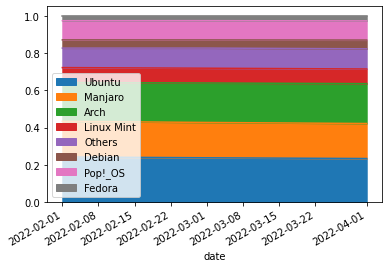 1.0
0.8
0.6
0.4
0.2
0.0
Ubuntu
Manjaro
Arch
Linux Mint
Others
Debian
Pop!_OS
Fedora
2022-02-01
2022-02-08
2022-02-15
2022-02-22
2022-03-01
2022-03-08
2022-03-15
2022-03-22
2022-04-01
date